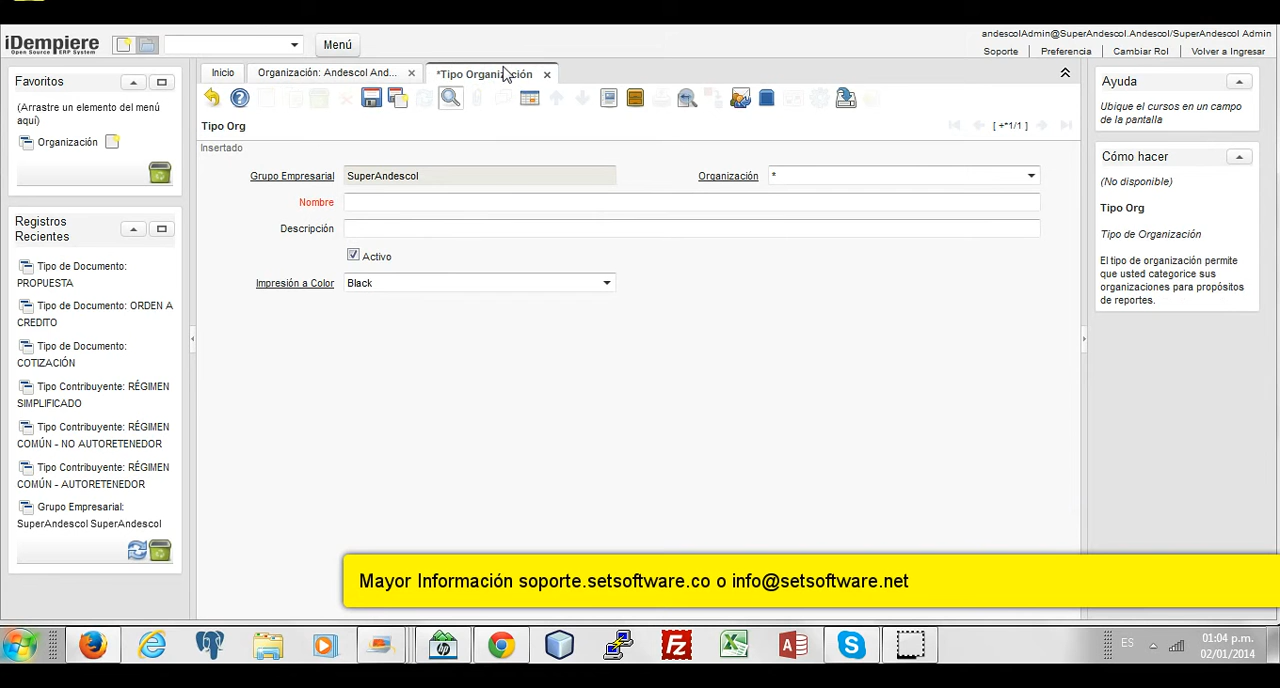 iDempiere
Open Source ERP System
Menú
andescolAdmin@SuperAndescol.Andescol/SuperAndescol Admin
Soporte | Preferencia | Cambiar Rol | Volver a Ingresar
Favoritos
(Arrastre un elemento del menú
aquí)
Organización
Registros
Recientes
Tipo de Documento:
PROPUESTA
Tipo de Documento: ORDEN A
CREDITO
Tipo de Documento:
COTIZACIÓN
Tipo Contribuyente: RÉGIMEN
SIMPLIFICADO
Tipo Contribuyente: RÉGIMEN
COMÚN - NO AUTORETENEDOR
Tipo Contribuyente: RÉGIMEN
COMÚN - AUTORETENEDOR
Grupo Empresarial:
SuperAndescol SuperAndescol
Inicio
Organización: Andescol And...
*Tipo Organización
Tipo Org
[ +*1/1 ]
Insertado
Grupo Empresarial SuperAndescol
Organización *
Nombre
Descripción
Activo
Impresión a Color Black
Ayuda
Ubique el cursos en un campo
de la pantalla
Cómo hacer
(No disponible)
Tipo Org
Tipo de Organización
El tipo de organización permite
que usted categorice sus
organizaciones para propósitos
de reportes.
Mayor Información soporte.setsoftware.co o info@setsoftware.net
ES
01:04 p.m.
02/01/2014